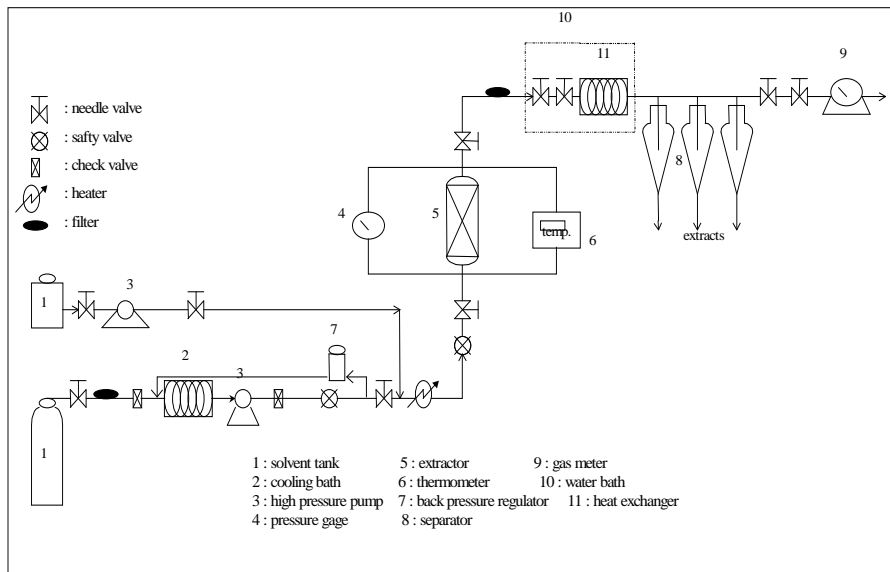 10
11
9
: needle valve
: safty valve
: check valve
: heater
: filter
8
4
5
temp.
6
extracts
1
3
7
2
3
1
1 : solvent tank 5 : extractor 9 : gas meter
2 : cooling bath 6 : thermometer 10 : water bath
3 : high pressure pump 7 : back pressure regulator 11 : heat exchanger
4 : pressure gage 8 : separator